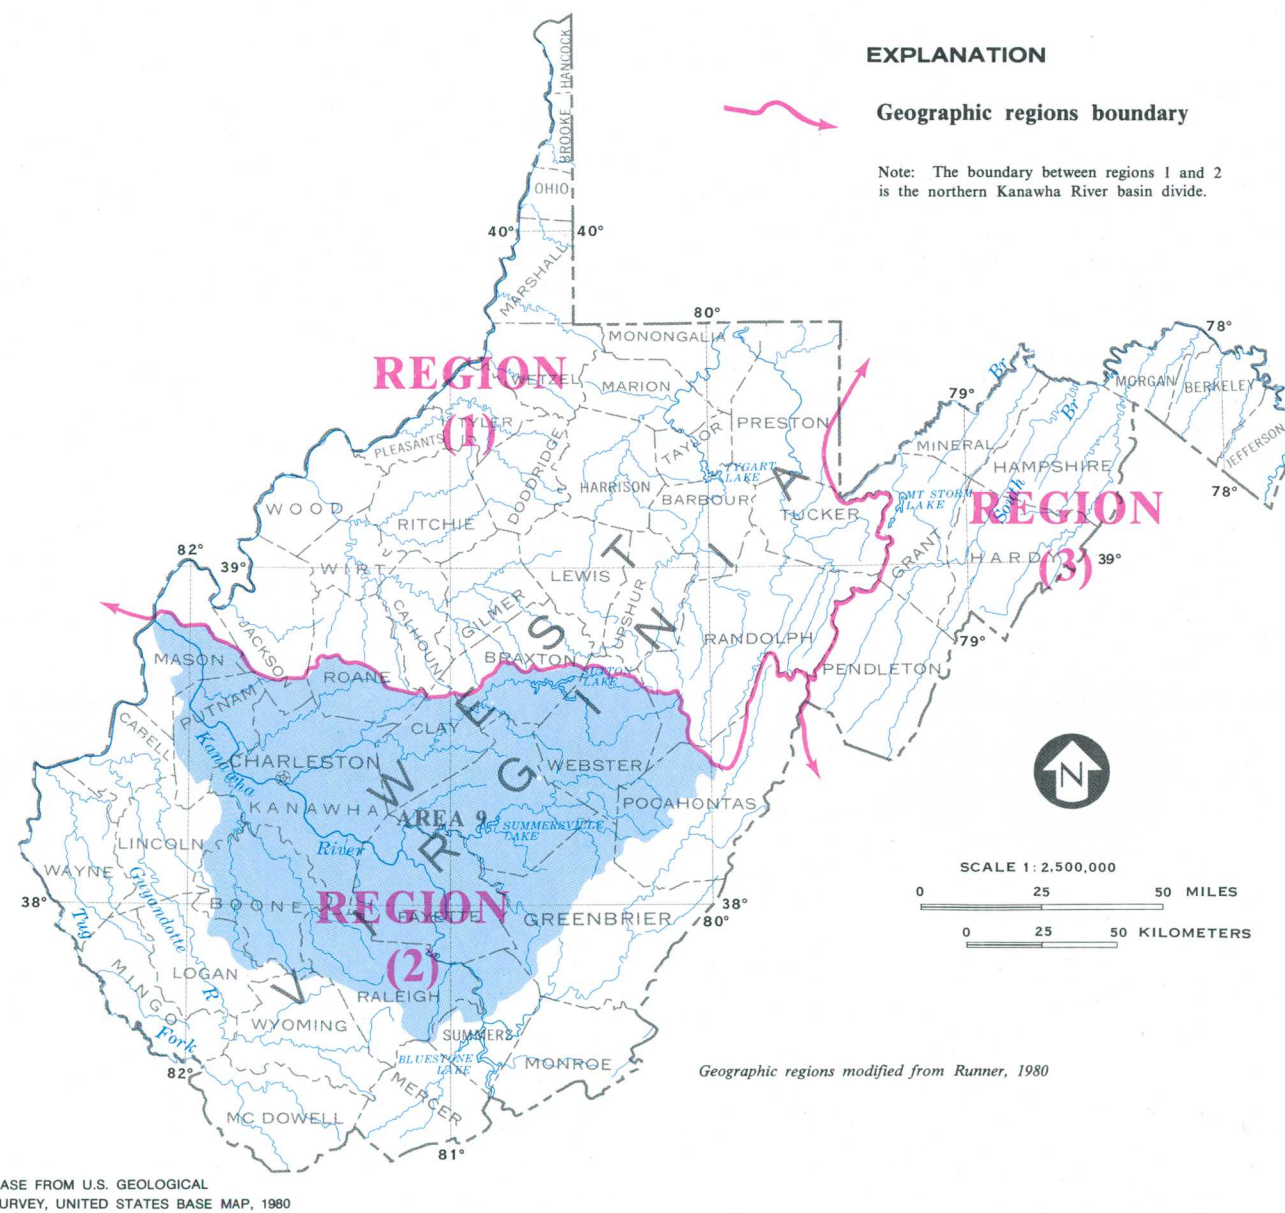 EXPLANATION
Geographic regions boundary
Note: The boundary between regions 1 and 2
is the northern Kanawha River basin divide.
HANCOCK
BROOKE
OHIO
40° 40°
MARSHALL
80°
78°
MONONGALIA
REGION
(1)
WETZEL
MARION
Br
79°
MORGAN
BERKELEY
TYLER
PRESTON
Br
PLEASANTS
TAYLOR
MINERAL
JEFFERSON
DODDRIDGE
HAMPSHIRE
TYGART
LAKE
HARRISON
BARBOUR
78°
WOOD
RITCHIE
TUCKER
MT STORM
LAKE
South
REGION
(3)
82°
39°
WIRT
LEWIS
GRANT
HARDY
39°
CALHOUN
GILMER
UPSHUR
JACKSON
RANDOLPH
79°
MASON
ROANE
BRAXTON
SUTTON
LAKE
PENDLETON
PUTNAM
CABELL
CLAY
Kanawha
CHARLESTON
WEBSTER
KANAWHA
POCAHONTAS
AREA 9
SUMMERSVILLE
LAKE
River
LINCOLN
WAYNE
Guyandotte
R
38°
38°
80°
BOONE
REGION
(2)
FAYETTE
GREENBRIER
Tug
Fork
LOGAN
MINGO
RALEIGH
WYOMING
SUMMERS
BLUESTONE
LAKE
MONROE
82°
MERCER
MC DOWELL
81°
WEST
VIRGINIA
N
SCALE 1 : 2,500,000
0 25 50 MILES
0 25 50 KILOMETERS
Geographic regions modified from Runner, 1980
ASE FROM U.S. GEOLOGICAL
URVEY, UNITED STATES BASE MAP, 1980